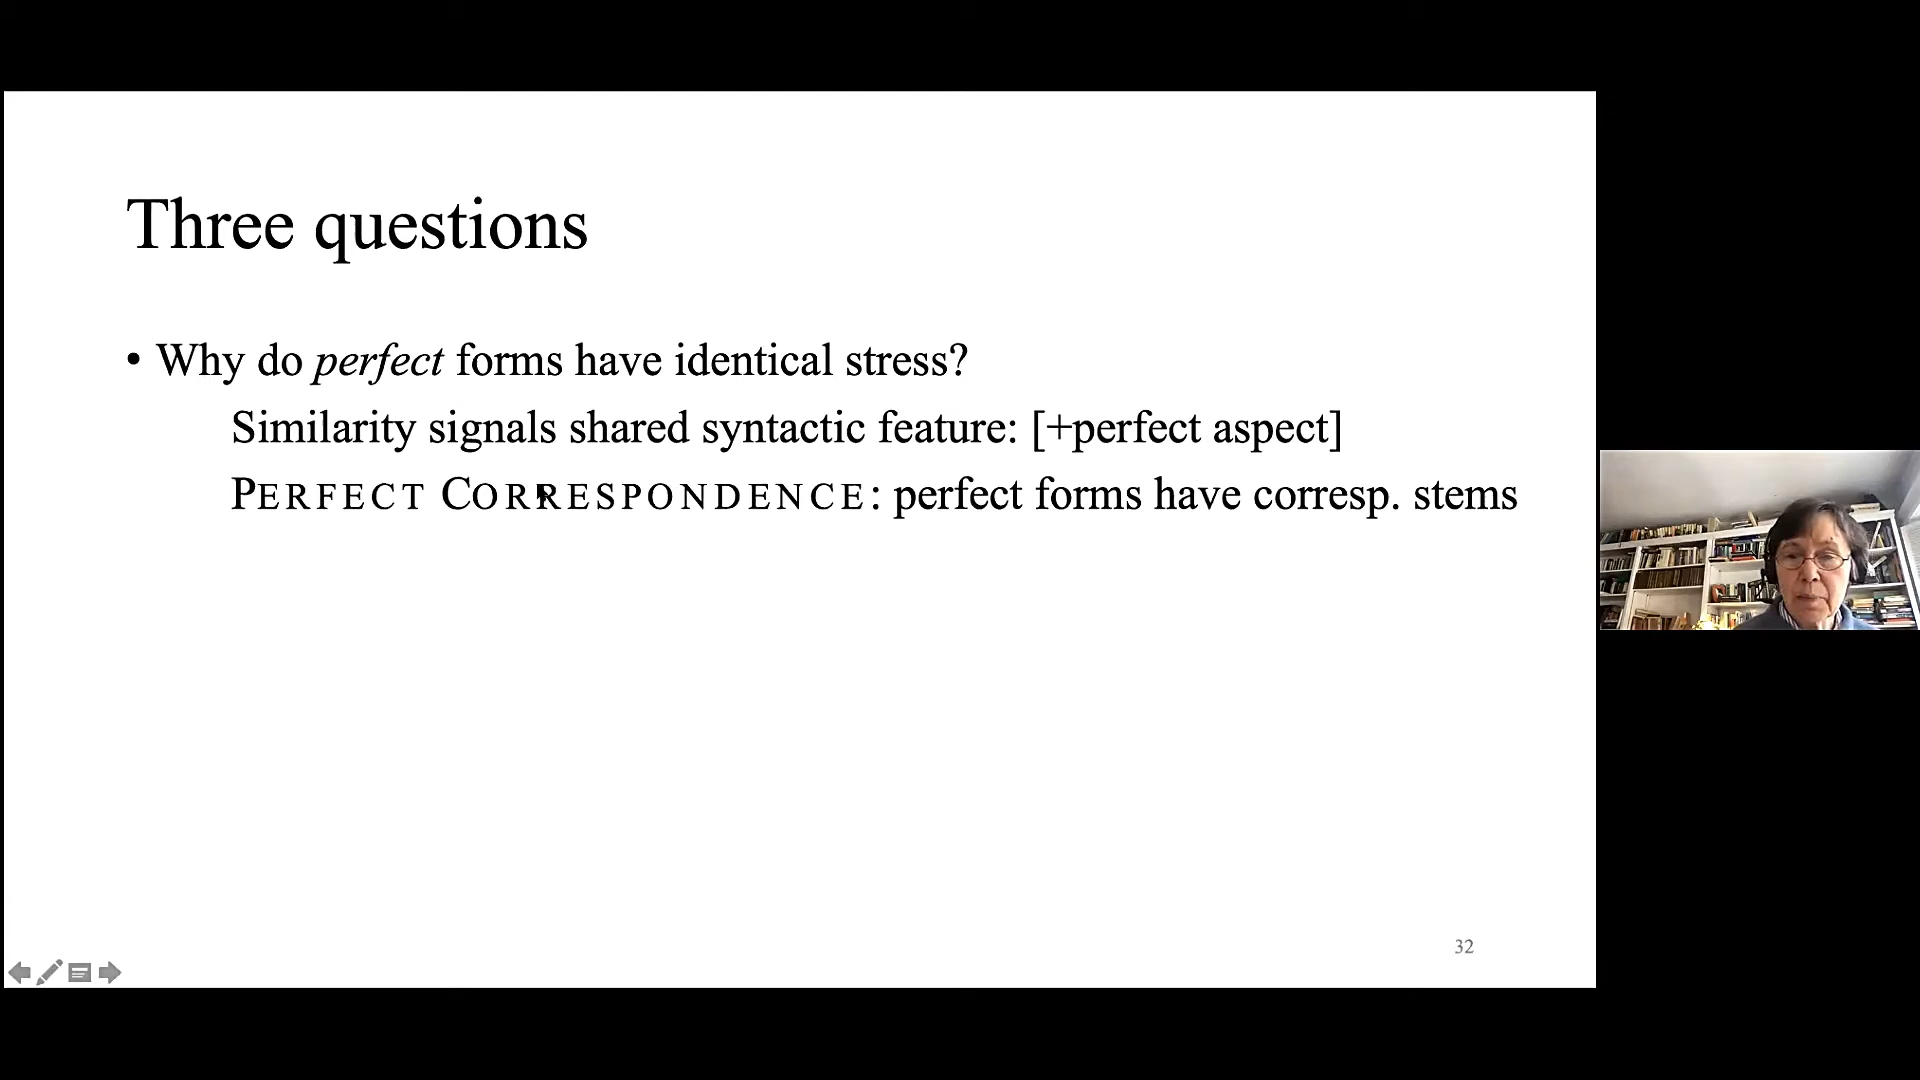 Three questions
• Why do perfect forms have identical stress?
Similarity signals shared syntactic feature: [+perfect aspect]
PERFECT CORRESPONDENCE: perfect forms have corresp. stems
32